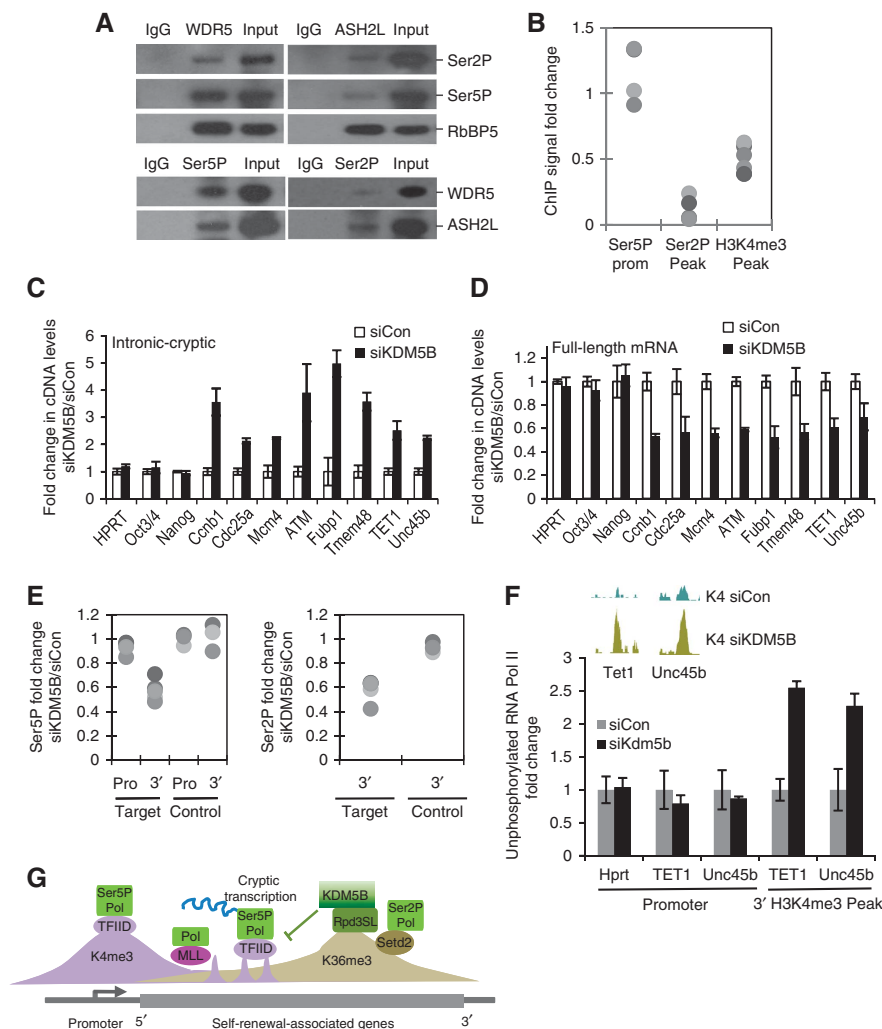 A
IgG WDR5 Input IgG ASH2L Input
Ser2P
Ser5P
RbBP5
IgG Ser5P Input IgG Ser2P Input
WDR5
ASH2L
B
ChIP signal fold change
1.5
1
0.5
0
Ser5P prom
Ser2P Peak
H3K4me3 Peak
C
Fold change in cDNA levels
siKDM5B/siCon
Intronic-cryptic
siCon
siKDM5B
6
5
4
3
2
1
0
HPRT Oct3/4 Nanog Ccnb1 Cdc25a Mcm4 ATM Fubp1 Tmem48 TET1 Unc45b
D
Fold change in cDNA levels
siKDM5B/siCon
Full-length mRNA
siCon
siKDM5B
1.2
1
0.8
0.6
0.4
0.2
0
HPRT Oct3/4 Nanog Ccnb1 Cdc25a Mcm4 ATM Fubp1 Tmem48 TET1 Unc45b
E
Ser5P fold change
siKDM5B/siCon
1.2
1
0.8
0.6
0.4
0.2
0
Pro 3′ Pro 3′
Target Control
Ser2P fold change
siKDM5B/siCon
1.2
1
0.8
0.6
0.4
0.2
0
3′ 3′
Target Control
F
K4 siCon
K4 siKDM5B
Tet1 Unc45b
Unphosphorylated RNA Pol II
fold change
3
2.5
2
1.5
1
0.5
0
siCon
siKdm5b
Hprt TET1 Unc45b TET1 Unc45b
Promoter 3′ H3K4me3 Peak
G
Ser5P
Pol
TFIID
K4me3
Pol
MLL
Cryptic
transcription
Ser5P
Pol
TFIID
KDM5B
Rpd3SL
K36me3
Ser2P
Pol
Setd2
Promoter 5′ Self-renewal-associated genes 3′